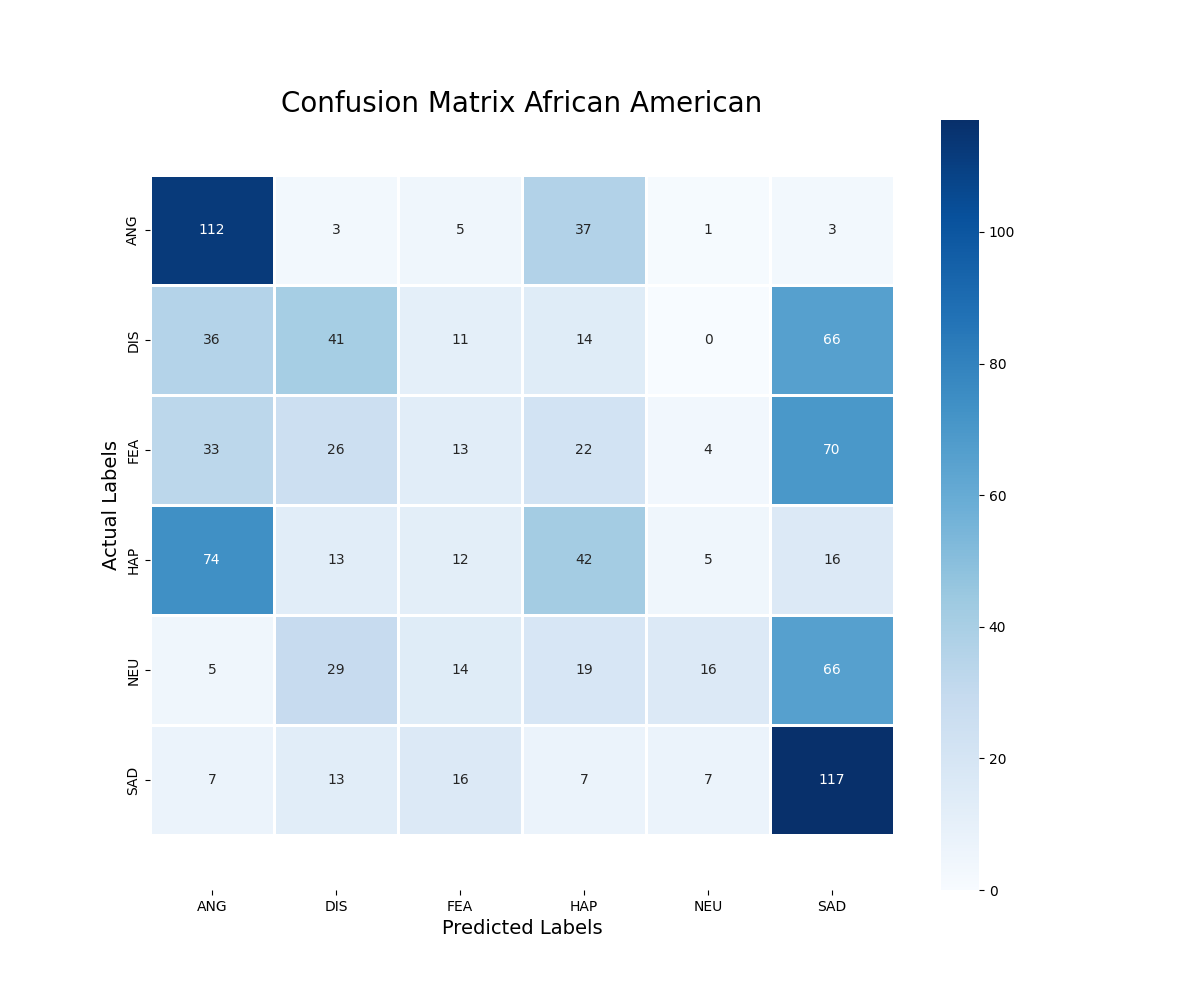 Confusion Matrix African American
ANG 112 3 5 37 1 3
DIS 36 41 11 14 0 66
FEA 33 26 13 22 4 70
HAP 74 13 12 42 5 16
NEU 5 29 14 19 16 66
SAD 7 13 16 7 7 117
Actual Labels
ANG DIS FEA HAP NEU SAD
Predicted Labels
100
80
60
40
20
0